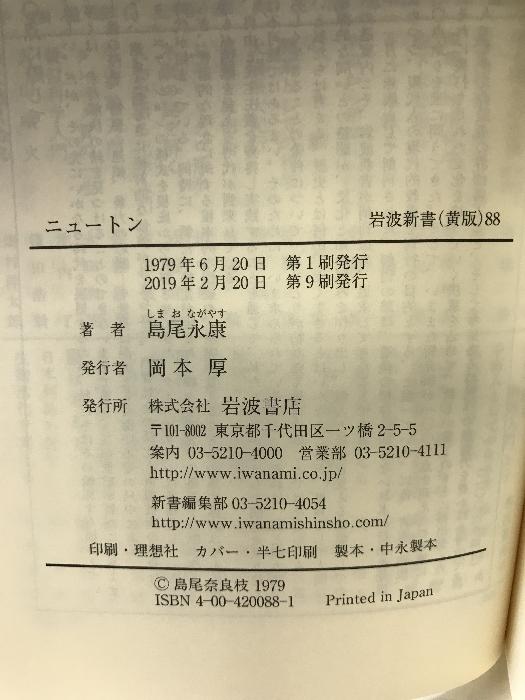 ニュートン
岩波新書(黄版)88
1979年6月20日 第1刷発行
2019年2月20日 第9刷発行
しま お ながやす
著者 島尾永康
発行者 岡本 厚
発行所 株式会社 岩波書店
〒101-8002 東京都千代田区一ツ橋2-5-5
案内 03-5210-4000 営業部 03-5210-4111
http://www.iwanami.co.jp/
新書編集部 03-5210-4054
http://www.iwanamishinsho.com/
印刷・理想社 カバー・半七印刷 製本・中永製本
© 島尾奈良枝 1979
ISBN 4-00-420088-1 Printed in Japan